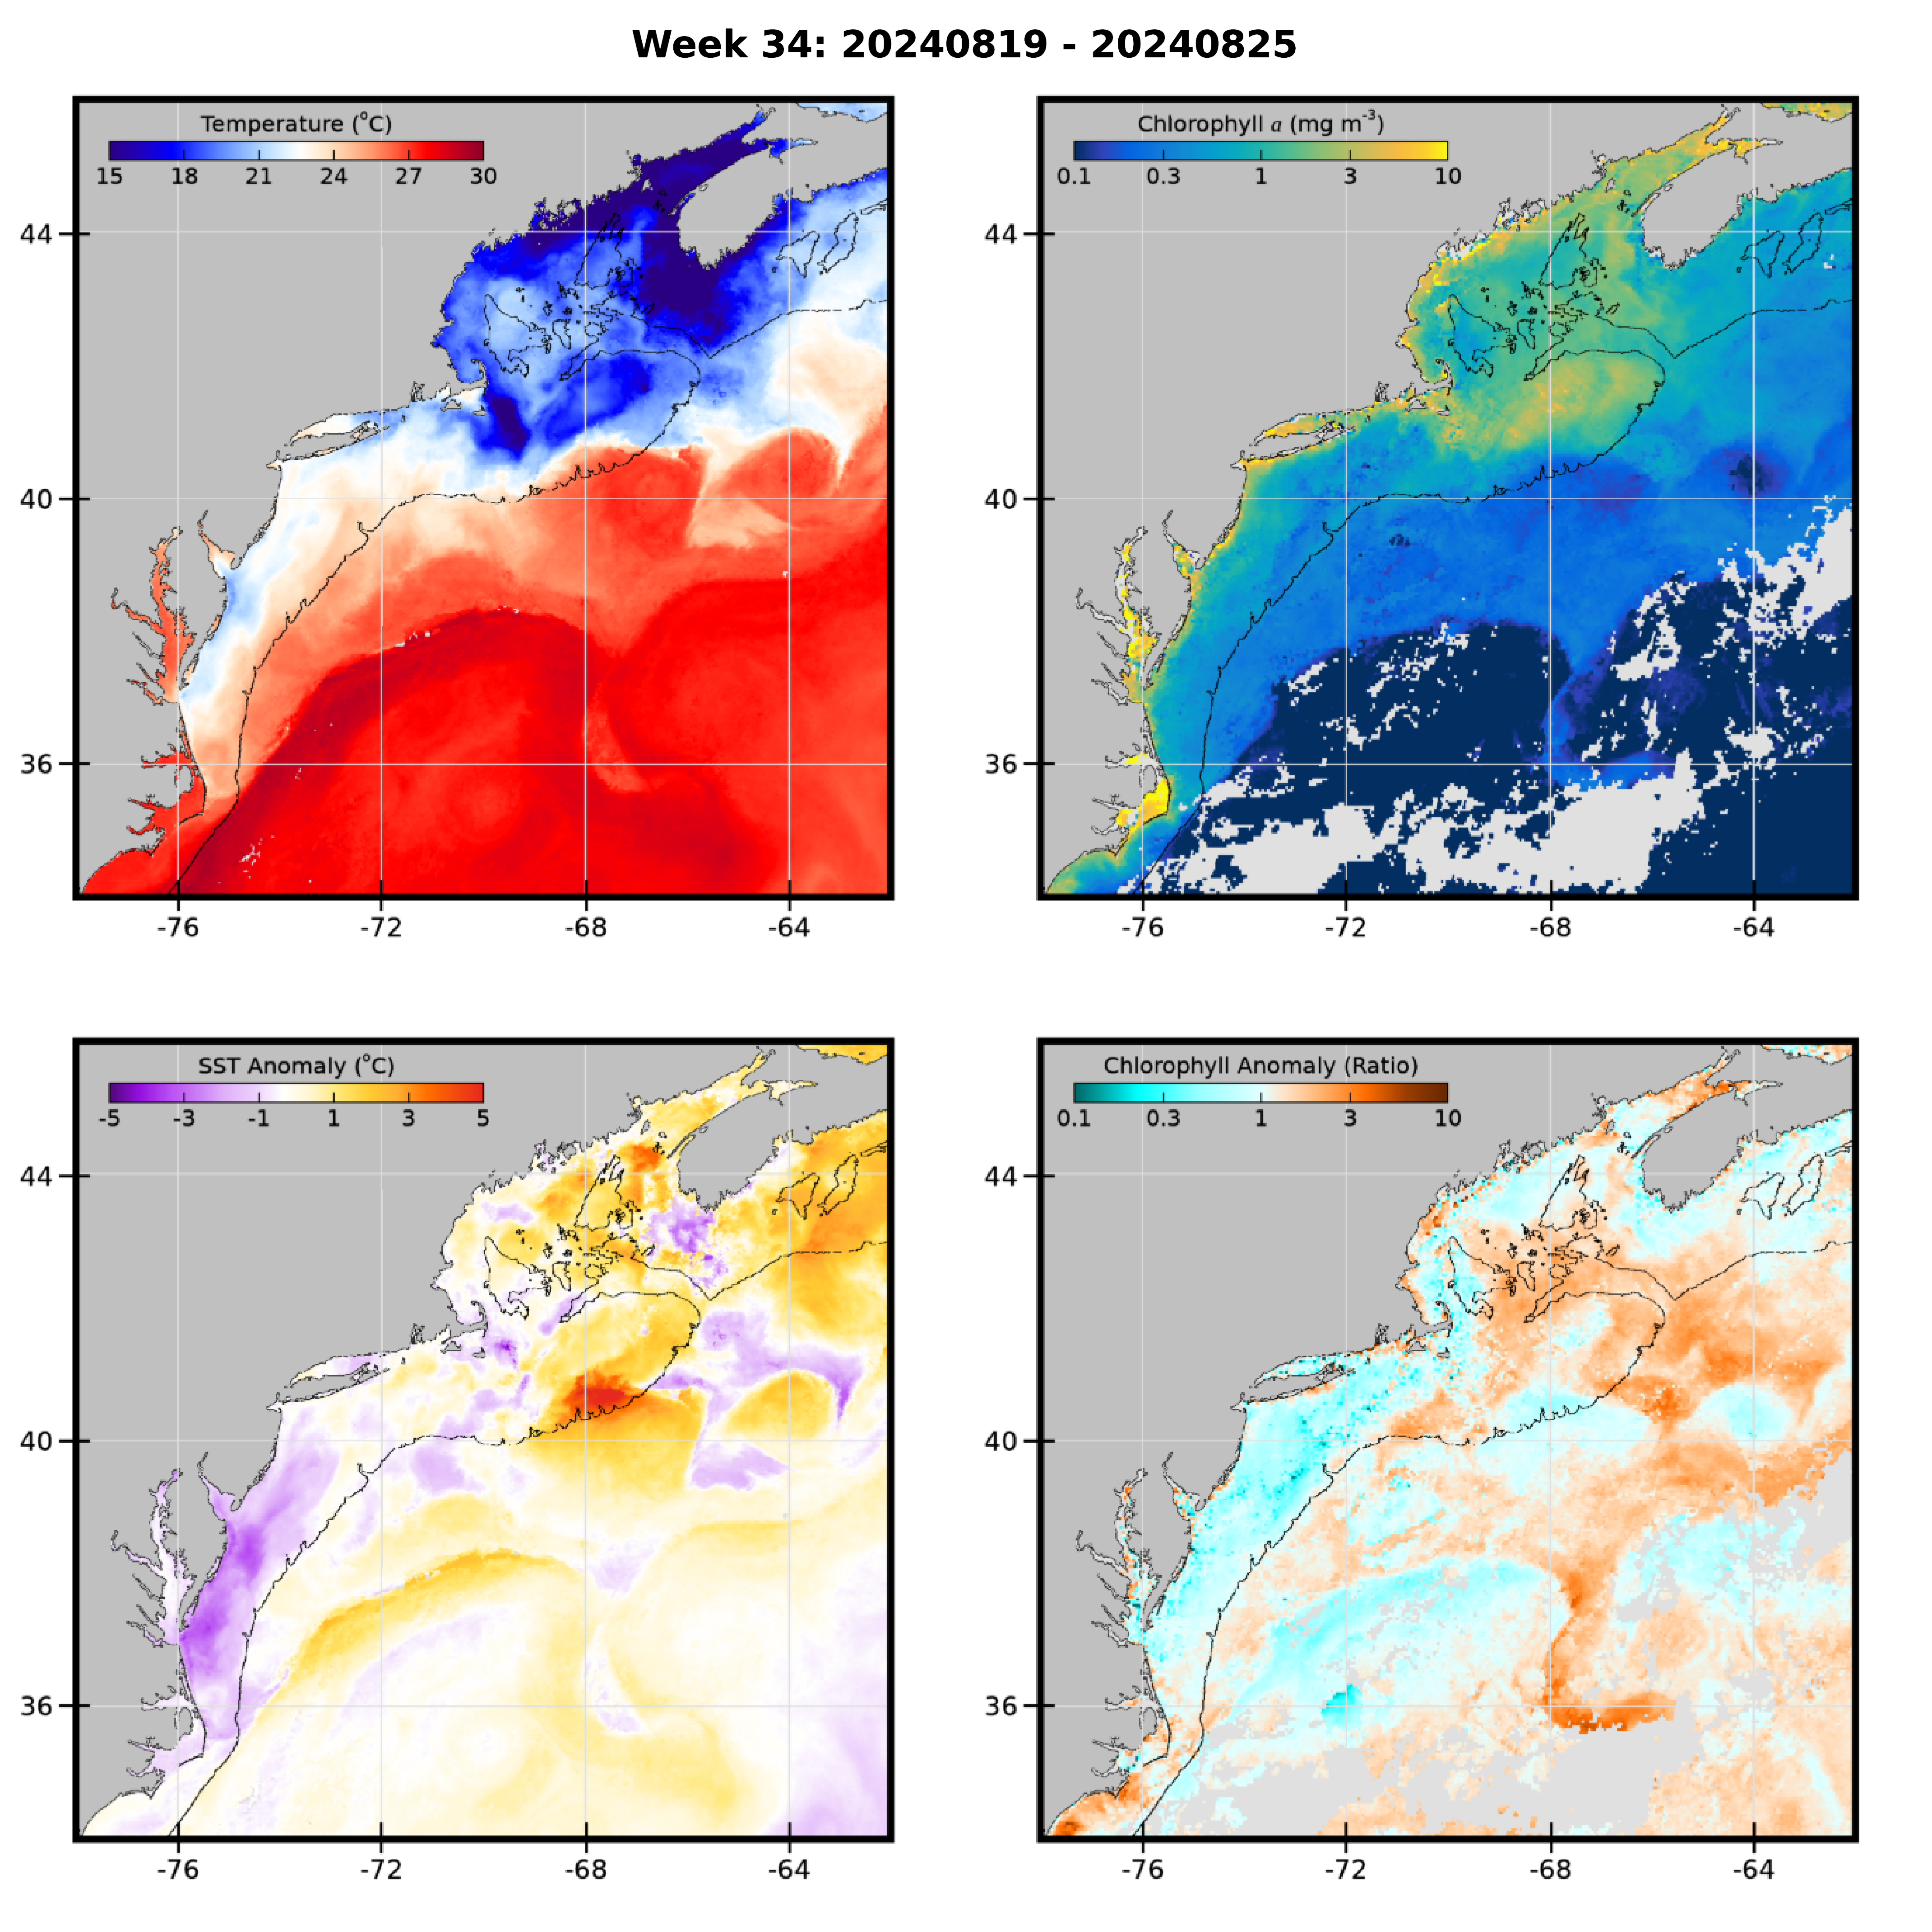 Week 34: 20240819 - 20240825
Temperature (°C)
15 18 21 24 27 30
44
40
36
-76 -72 -68 -64
Chlorophyll a (mg m⁻³)
0.1 0.3 1 3 10
44
40
36
-76 -72 -68 -64
SST Anomaly (°C)
-5 -3 -1 1 3 5
44
40
36
-76 -72 -68 -64
Chlorophyll Anomaly (Ratio)
0.1 0.3 1 3 10
44
40
36
-76 -72 -68 -64